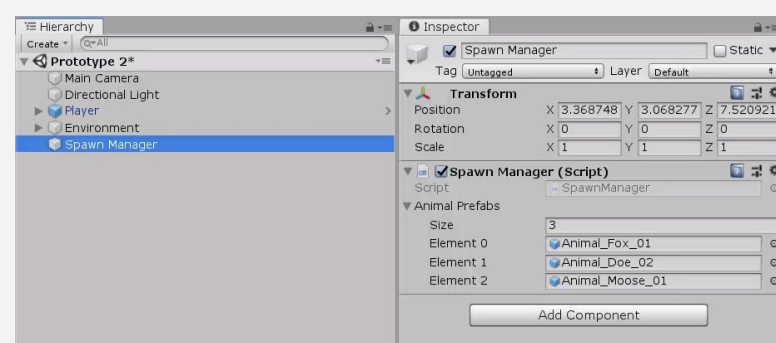 Hierarchy
Create
All
Prototype 2*
Main Camera
Directional Light
Player
Environment
Spawn Manager
Inspector
Spawn Manager Static
Tag Untagged Layer Default
Transform
Position X 3.368748 Y 3.068277 Z 7.520921
Rotation X 0 Y 0 Z 0
Scale X 1 Y 1 Z 1
Spawn Manager (Script)
Script SpawnManager
Animal Prefabs
Size 3
Element 0 Animal_Fox_01
Element 1 Animal_Doe_02
Element 2 Animal_Moose_01
Add Component